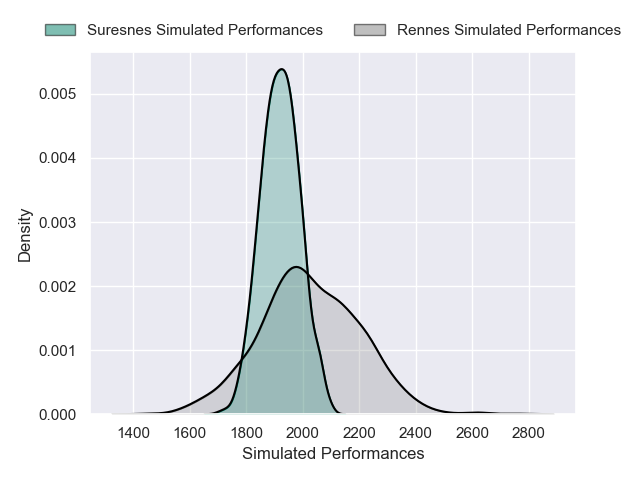 Suresnes Simulated Performances
Rennes Simulated Performances
Density
0.005
0.004
0.003
0.002
0.001
0.000
1400 1600 1800 2000 2200 2400 2600 2800
Simulated Performances